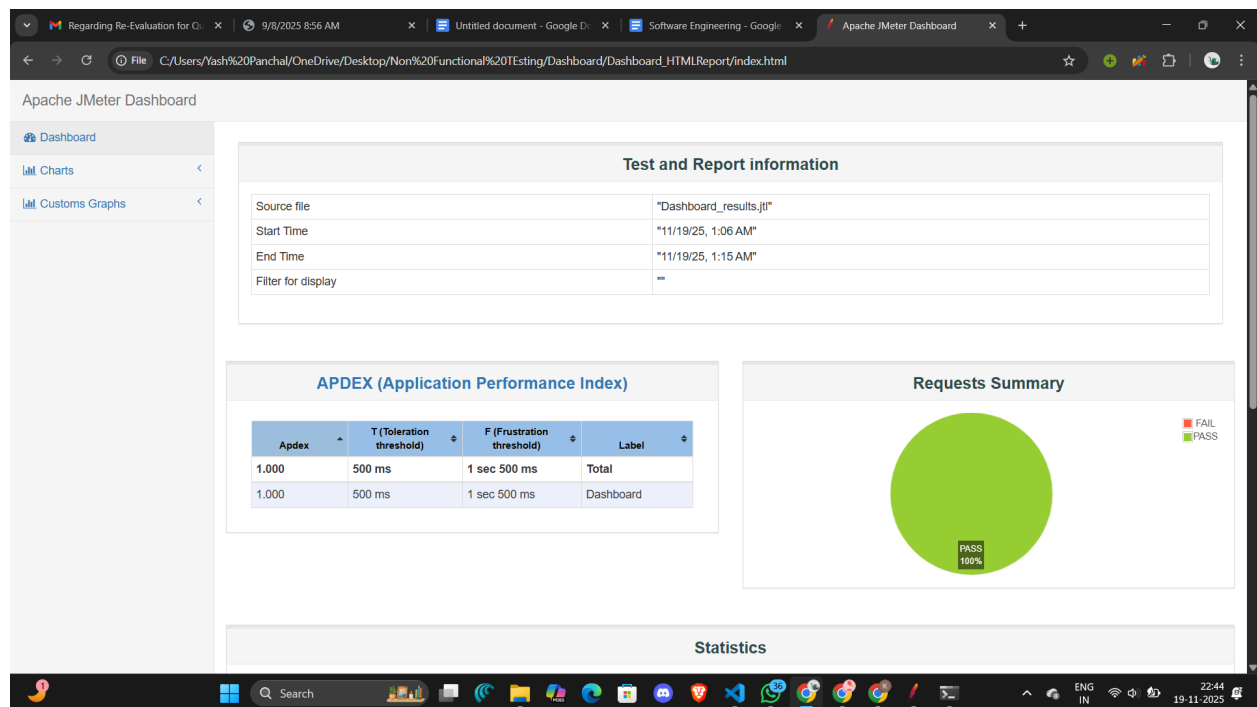 Regarding Re-Evaluation for Qu
9/8/2025 8:56 AM
Untitled document - Google Do
Software Engineering - Google
Apache JMeter Dashboard
File
C:/Users/Yash%20Panchal/OneDrive/Desktop/Non%20Functional%20TEsting/Dashboard/Dashboard_HTMLReport/index.html
Apache JMeter Dashboard
Dashboard
Charts
Customs Graphs
Test and Report information
Source file "Dashboard_results.jtl"
Start Time "11/19/25, 1:06 AM"
End Time "11/19/25, 1:15 AM"
Filter for display ""
APDEX (Application Performance Index)
Apdex T (Toleration threshold) F (Frustration threshold) Label
1.000 500 ms 1 sec 500 ms Total
1.000 500 ms 1 sec 500 ms Dashboard
Requests Summary
FAIL
PASS
PASS
100%
Statistics
1
Search
36
ENG
IN
22:44
19-11-2025